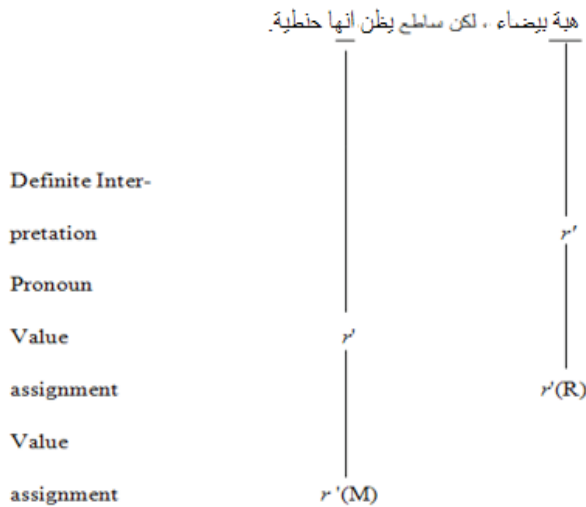 هبة بيضاء ، لكن ساطع يظن انها حنطية.
Definite Inter-
pretation r'
Pronoun
Value r'
assignment r'(R)
Value
assignment r '(M)